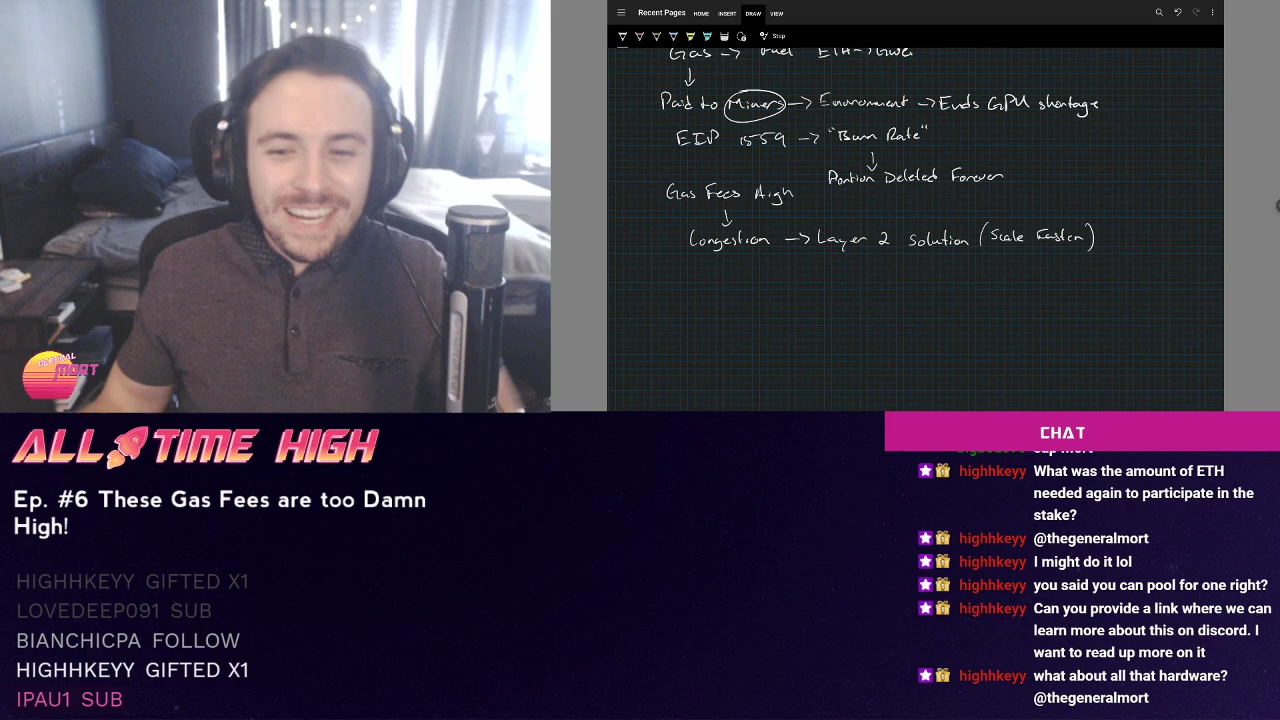 Recent Pages HOME INSERT DRAW VIEW
Stop
Gas -> Fuel ETH -> Gwei
Paid to Miners -> Environment -> Ends GPU shortage
EIP 1559 -> "Burn Rate"
Portion Deleted Forever
Gas Fees High
Congestion -> Layer 2 Solution (Scale Faster)
MORT
ALL TIME HIGH
Ep. #6 These Gas Fees are too Damn
High!
HIGHHKEYY GIFTED X1
LOVEDEEP091 SUB
BIANCHICPA FOLLOW
HIGHHKEYY GIFTED X1
IPAU1 SUB
CHAT
highhkeyy What was the amount of ETH
needed again to participate in the
stake?
highhkeyy @thegeneralmort
highhkeyy I might do it lol
highhkeyy you said you can pool for one right?
highhkeyy Can you provide a link where we can
learn more about this on discord. I
want to read up more on it
highhkeyy what about all that hardware?
@thegeneralmort